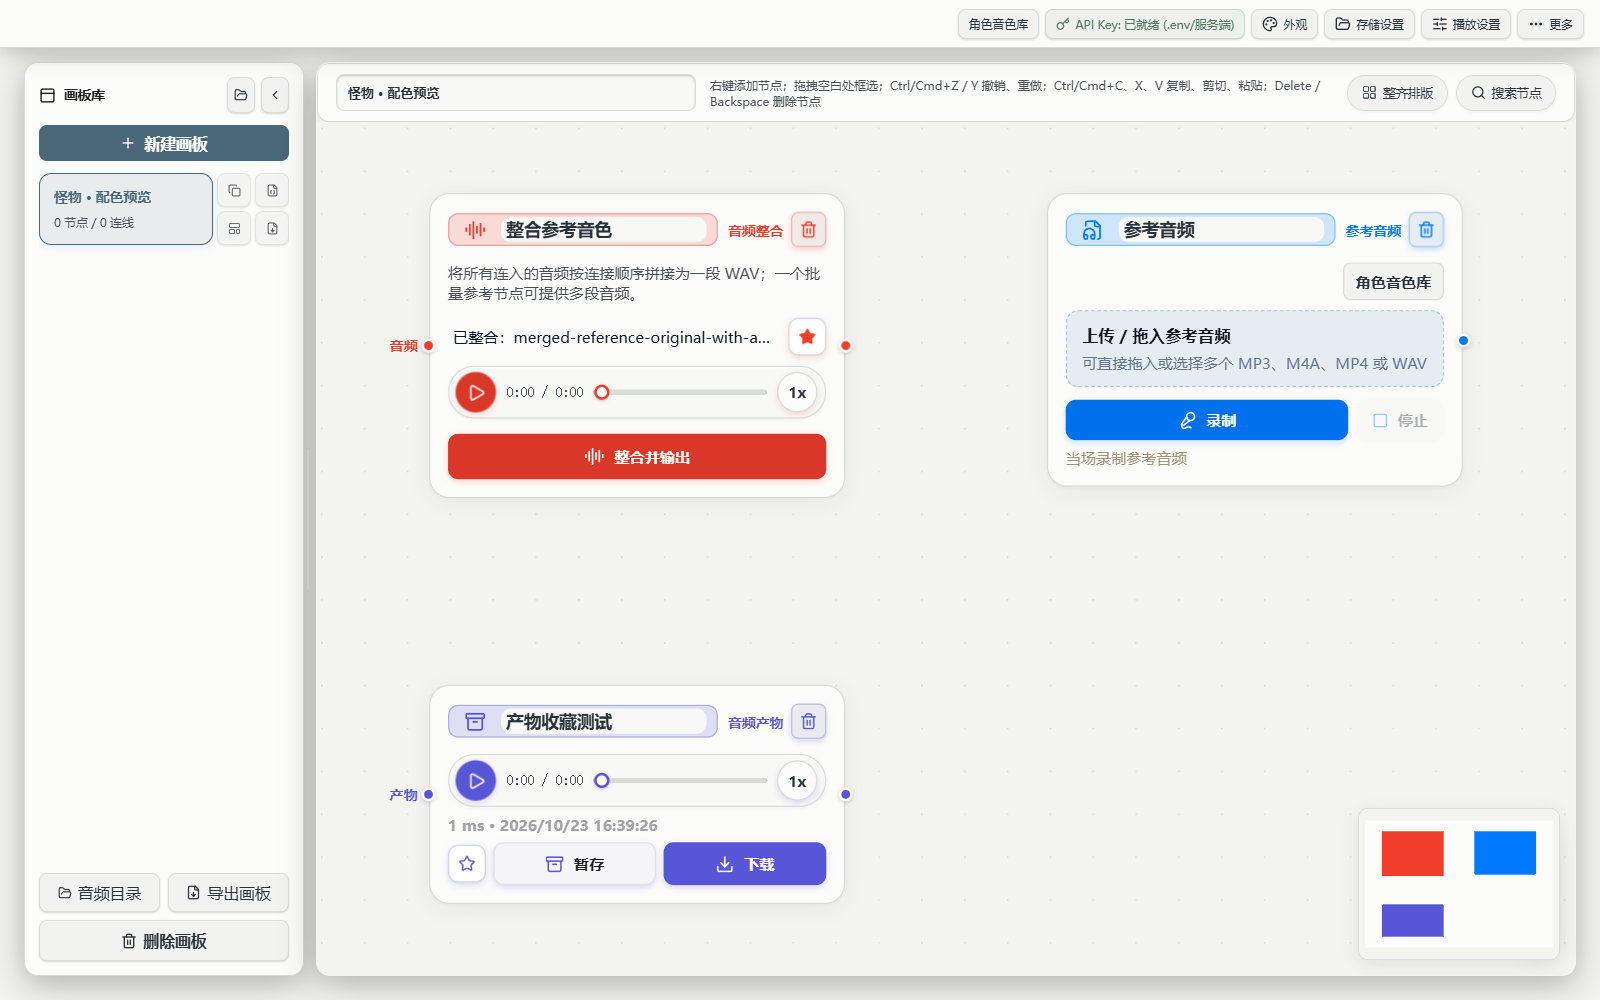 角色音色库
API Key: 已就绪 (.env/服务端)
外观
存储设置
播放设置
更多
画板库
新建画板
怪物 • 配色预览
0 节点 / 0 连线
音频目录
导出画板
删除画板
怪物 • 配色预览
右键添加节点；拖拽空白处框选；Ctrl/Cmd+Z / Y 撤销、重做；Ctrl/Cmd+C、X、V 复制、剪切、粘贴；Delete /
Backspace 删除节点
整齐排版
搜索节点
整合参考音色
音频整合
将所有连入的音频按连接顺序拼接为一段 WAV；一个批
量参考节点可提供多段音频。
音频
已整合：merged-reference-original-with-a...
0:00 / 0:00
1x
整合并输出
参考音频
参考音频
角色音色库
上传 / 拖入参考音频
可直接拖入或选择多个 MP3、M4A、MP4 或 WAV
录制
停止
当场录制参考音频
产物收藏测试
音频产物
产物
0:00 / 0:00
1x
1 ms • 2026/10/23 16:39:26
暂存
下载